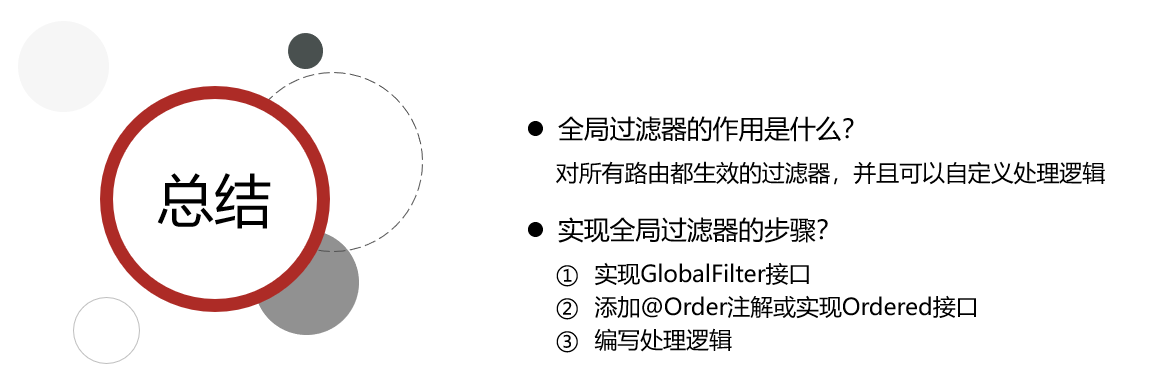 总结
● 全局过滤器的作用是什么？
对所有路由都生效的过滤器，并且可以自定义处理逻辑
● 实现全局过滤器的步骤？
① 实现GlobalFilter接口
② 添加@Order注解或实现Ordered接口
③ 编写处理逻辑